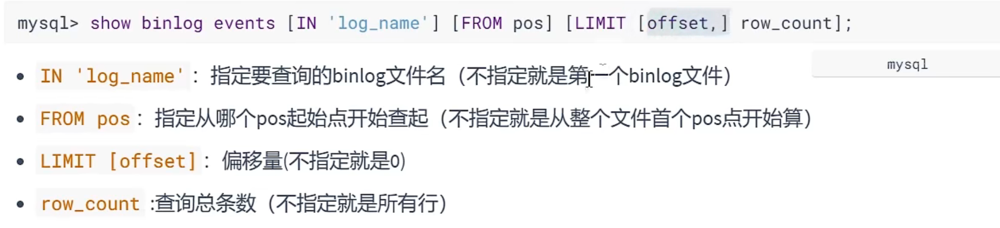 mysql> show binlog events [IN 'log_name'] [FROM pos] [LIMIT [offset,] row_count];
mysql
• IN 'log_name'：指定要查询的binlog文件名（不指定就是第一个binlog文件）
• FROM pos：指定从哪个pos起始点开始查起（不指定就是从整个文件首个pos点开始算）
• LIMIT [offset]：偏移量(不指定就是0)
• row_count :查询总条数（不指定就是所有行）